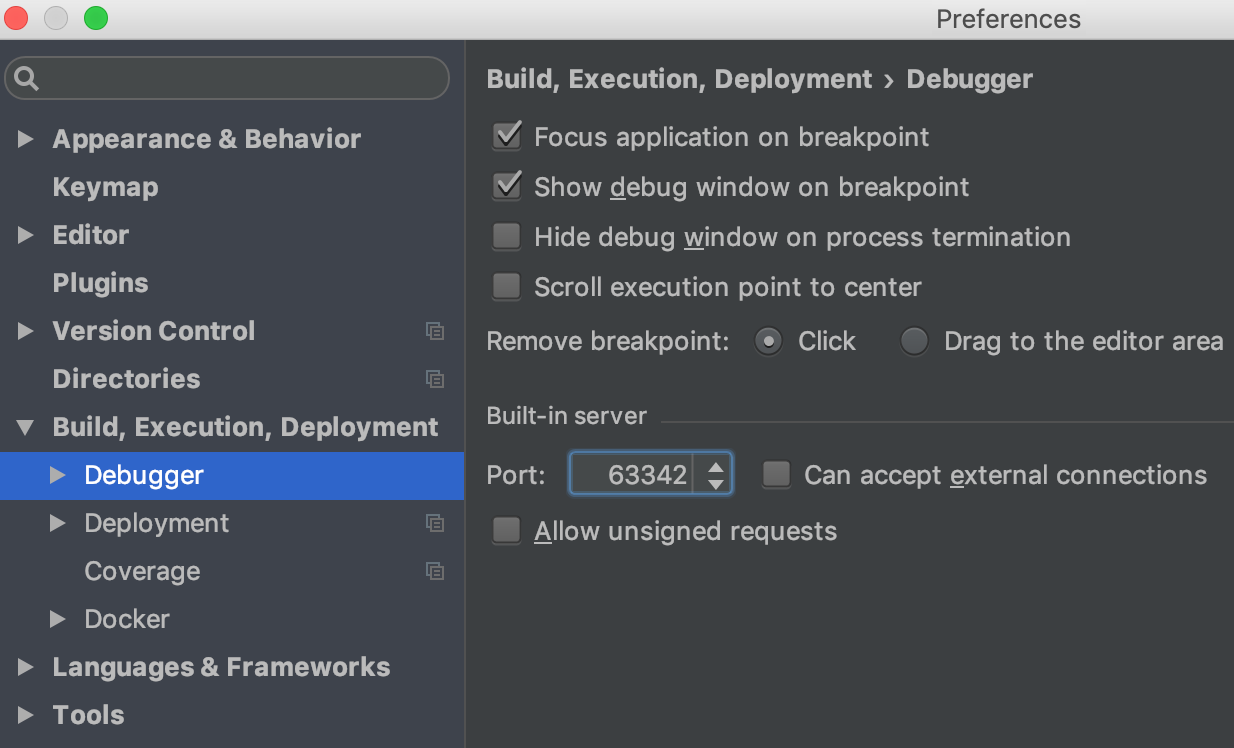 Preferences
Appearance & Behavior
Keymap
Editor
Plugins
Version Control
Directories
Build, Execution, Deployment
Debugger
Deployment
Coverage
Docker
Languages & Frameworks
Tools
Build, Execution, Deployment › Debugger
Focus application on breakpoint
Show debug window on breakpoint
Hide debug window on process termination
Scroll execution point to center
Remove breakpoint: Click Drag to the editor area
Built-in server
Port: 63342 Can accept external connections
Allow unsigned requests